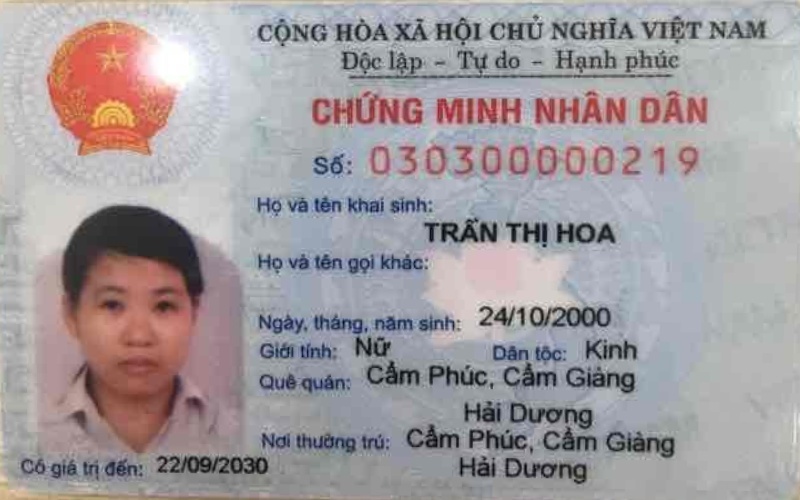 CỘNG HÒA XÃ HỘI CHỦ NGHĨA VIỆT NAM
Độc lập - Tự do - Hạnh phúc
CHỨNG MINH NHÂN DÂN
Số: 030300000219
Họ và tên khai sinh:
TRẦN THỊ HOA
Họ và tên gọi khác:
Ngày, tháng, năm sinh: 24/10/2000
Giới tính: Nữ Dân tộc: Kinh
Quê quán: Cẩm Phúc, Cẩm Giàng
Hải Dương
Nơi thường trú: Cẩm Phúc, Cẩm Giàng
Hải Dương
Có giá trị đến: 22/09/2030